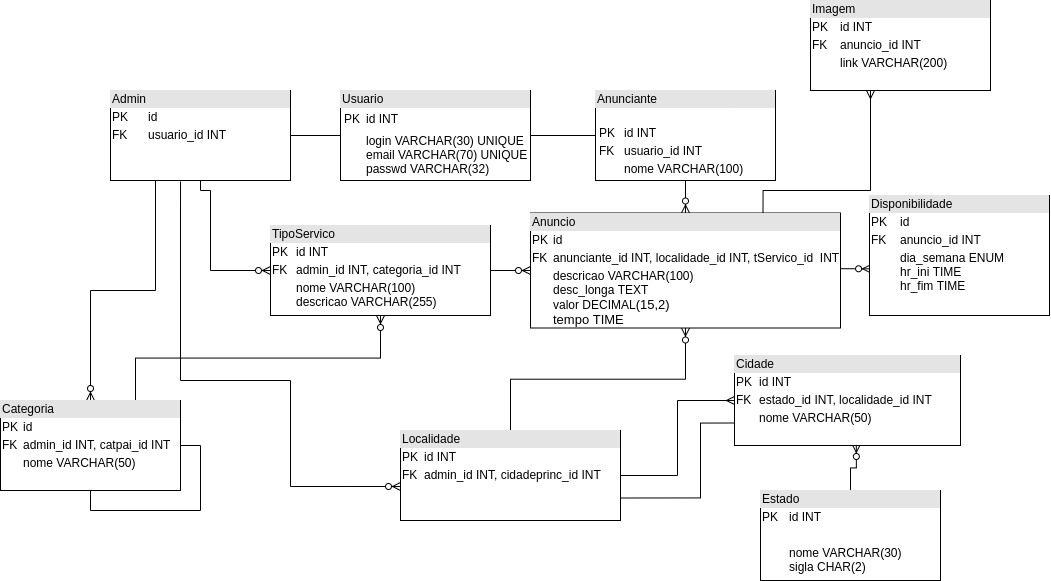 Imagem
PK id INT
FK anuncio_id INT
link VARCHAR(200)
Admin
PK id
FK usuario_id INT
Usuario
PK id INT
login VARCHAR(30) UNIQUE
email VARCHAR(70) UNIQUE
passwd VARCHAR(32)
Anunciante
PK id INT
FK usuario_id INT
nome VARCHAR(100)
Disponibilidade
PK id
FK anuncio_id INT
dia_semana ENUM
hr_ini TIME
hr_fim TIME
TipoServico
PK id INT
FK admin_id INT, categoria_id INT
nome VARCHAR(100)
descricao VARCHAR(255)
Anuncio
PK id
FK anunciante_id INT, localidade_id INT, tServico_id INT
descricao VARCHAR(100)
desc_longa TEXT
valor DECIMAL(15,2)
tempo TIME
Cidade
PK id INT
FK estado_id INT, localidade_id INT
nome VARCHAR(50)
Categoria
PK id
FK admin_id INT, catpai_id INT
nome VARCHAR(50)
Localidade
PK id INT
FK admin_id INT, cidadeprinc_id INT
Estado
PK id INT
nome VARCHAR(30)
sigla CHAR(2)